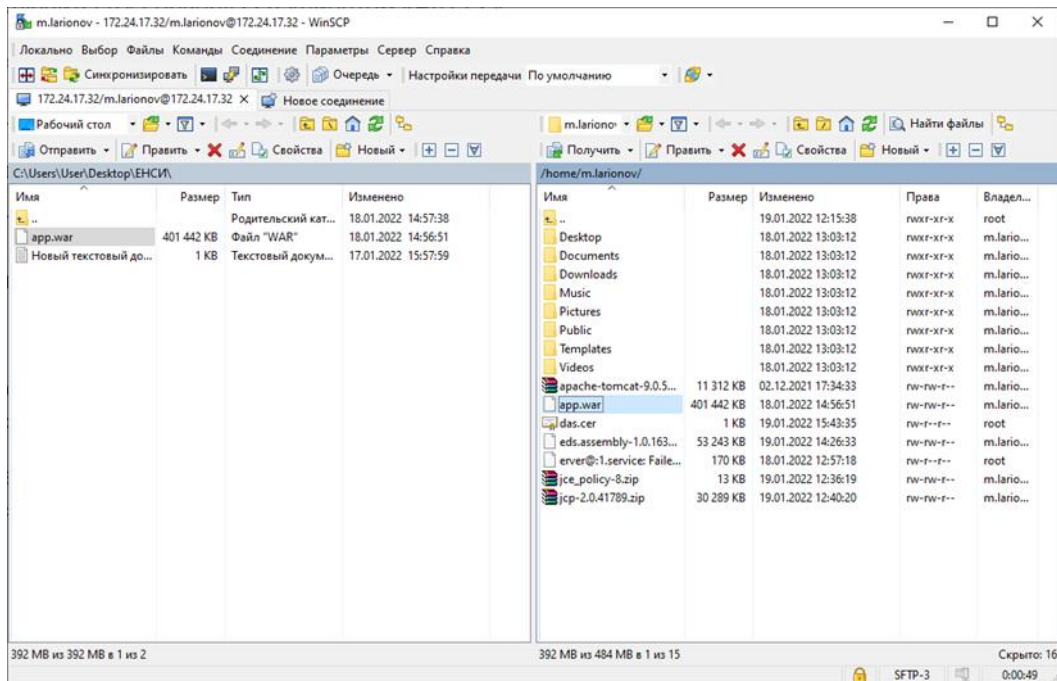 m.larionov - 172.24.17.32/m.larionov@172.24.17.32 - WinSCP
Локально Выбор Файлы Команды Соединение Параметры Сервер Справка
Синхронизировать Очередь Настройки передачи По умолчанию
172.24.17.32/m.larionov@172.24.17.32 X Новое соединение
Рабочий стол m.lariono Найти файлы
Отправить Править Свойства Новый Получить Править Свойства Новый
C:\Users\User\Desktop\ЕНСИ\ /home/m.larionov/
Имя Размер Тип Изменено Имя Размер Изменено Права Владел...
.. Родительский кат... 18.01.2022 14:57:38 .. 19.01.2022 12:15:38 rwxr-xr-x root
app.war 401 442 KB Файл "WAR" 18.01.2022 14:56:51 Desktop 18.01.2022 13:03:12 rwxr-xr-x m.lario...
Новый текстовый до... 1 KB Текстовый докум... 17.01.2022 15:57:59 Documents 18.01.2022 13:03:12 rwxr-xr-x m.lario...
Downloads 18.01.2022 13:03:12 rwxr-xr-x m.lario...
Music 18.01.2022 13:03:12 rwxr-xr-x m.lario...
Pictures 18.01.2022 13:03:12 rwxr-xr-x m.lario...
Public 18.01.2022 13:03:12 rwxr-xr-x m.lario...
Templates 18.01.2022 13:03:12 rwxr-xr-x m.lario...
Videos 18.01.2022 13:03:12 rwxr-xr-x m.lario...
apache-tomcat-9.0.5... 11 312 KB 02.12.2021 17:34:33 rw-rw-r-- m.lario...
app.war 401 442 KB 18.01.2022 14:56:51 rw-rw-r-- m.lario...
das.cer 1 KB 19.01.2022 15:43:35 rw-r--r-- root
eds.assembly-1.0.163... 53 243 KB 19.01.2022 14:26:33 rw-rw-r-- m.lario...
erver@:1.service: Faile... 170 KB 18.01.2022 12:57:18 rw-r--r-- root
jce_policy-8.zip 13 KB 19.01.2022 12:36:19 rw-rw-r-- m.lario...
jcp-2.0.41789.zip 30 289 KB 19.01.2022 12:40:20 rw-rw-r-- m.lario...
392 MB из 392 MB в 1 из 2 392 MB из 484 MB в 1 из 15 Скрыто: 16
SFTP-3 0:00:49